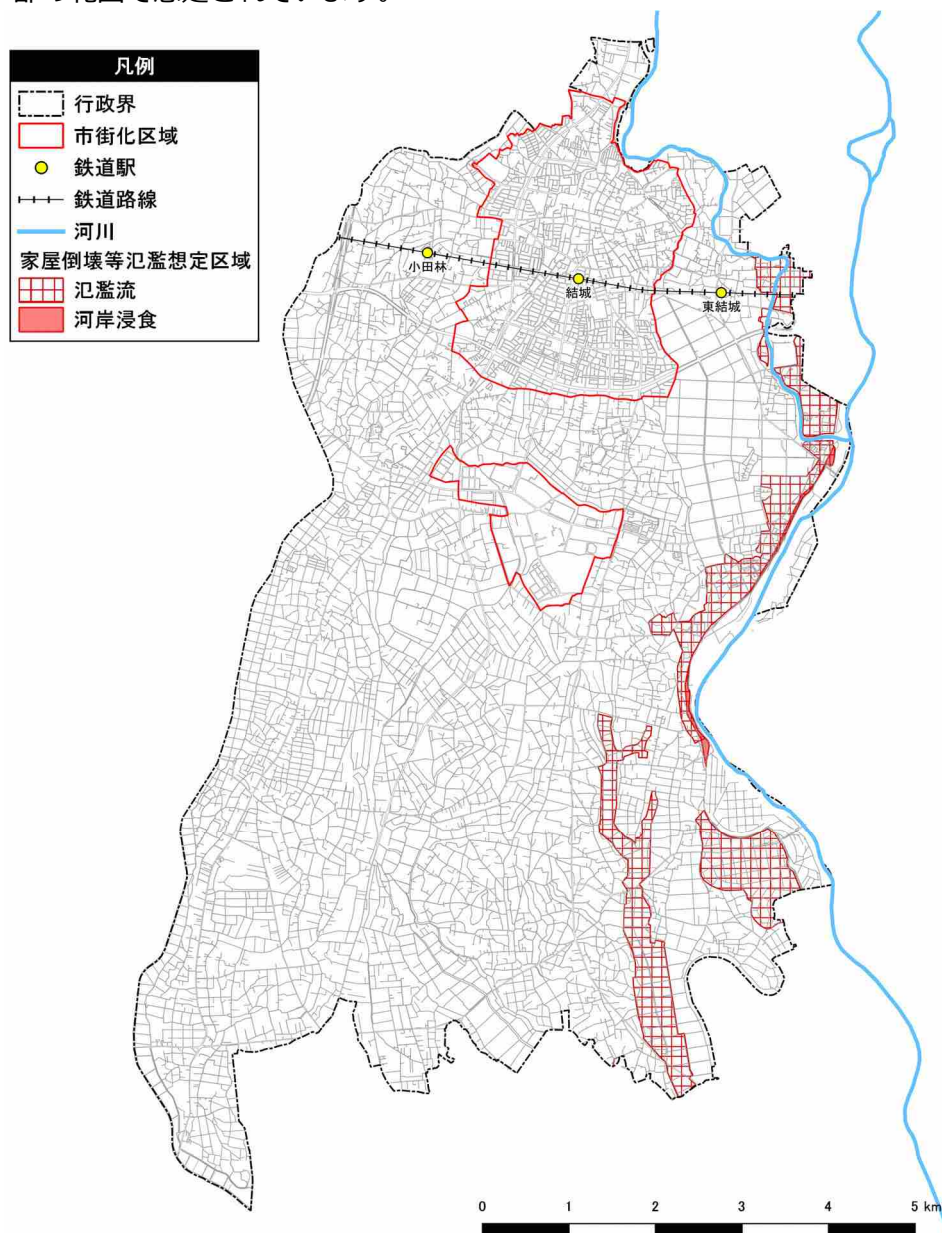 凡例
行政界
市街化区域
鉄道駅
鉄道路線
河川
家屋倒壊等氾濫想定区域
氾濫流
河岸浸食
小田林
結城
東結城
0 1 2 3 4 5 km